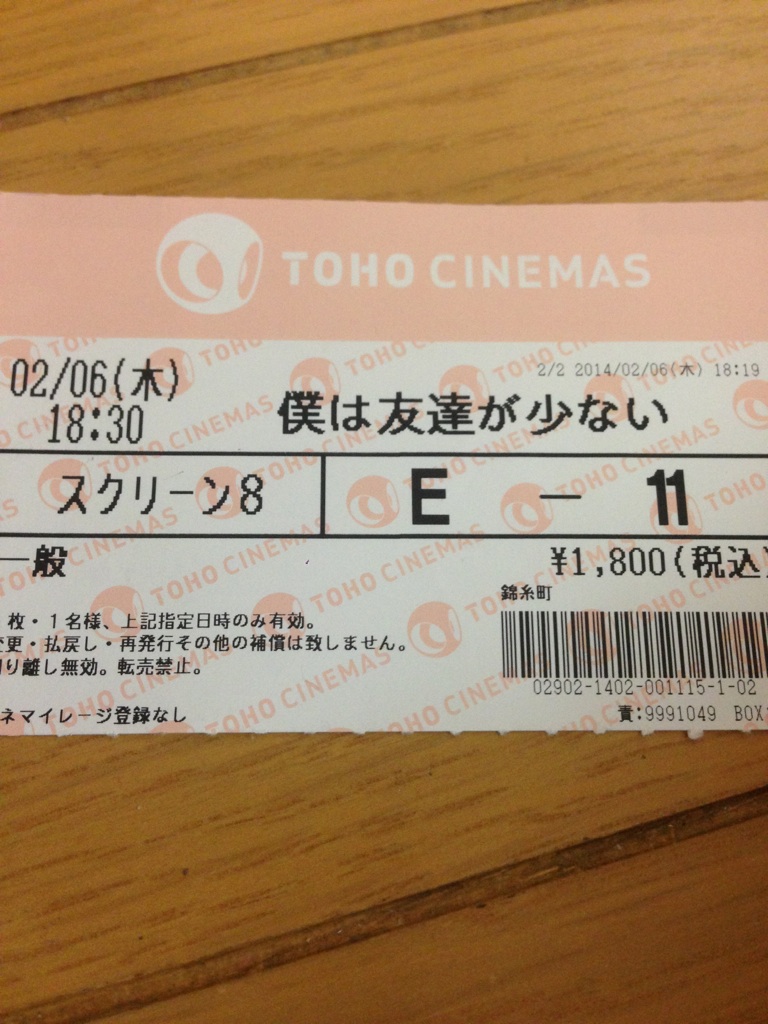 TOHO CINEMAS
2/2 2014/02/06(木) 18:19
02/06(木)
18:30
僕は友達が少ない
スクリーン8
E － 11
一般
¥1,800(税込)
錦糸町
枚・1名様、上記指定日時のみ有効。
変更・払戻し・再発行その他の補償は致しません。
切り離し無効。転売禁止。
02902-1402-001115-1-02
ネマイレージ登録なし
責:9991049 BOX